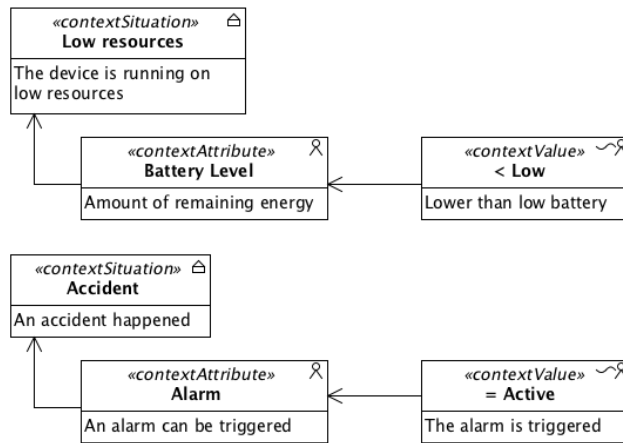 «contextSituation»
Low resources
The device is running on
low resources
«contextAttribute»
Battery Level
Amount of remaining energy
«contextValue»
< Low
Lower than low battery
«contextSituation»
Accident
An accident happened
«contextAttribute»
Alarm
An alarm can be triggered
«contextValue»
= Active
The alarm is triggered